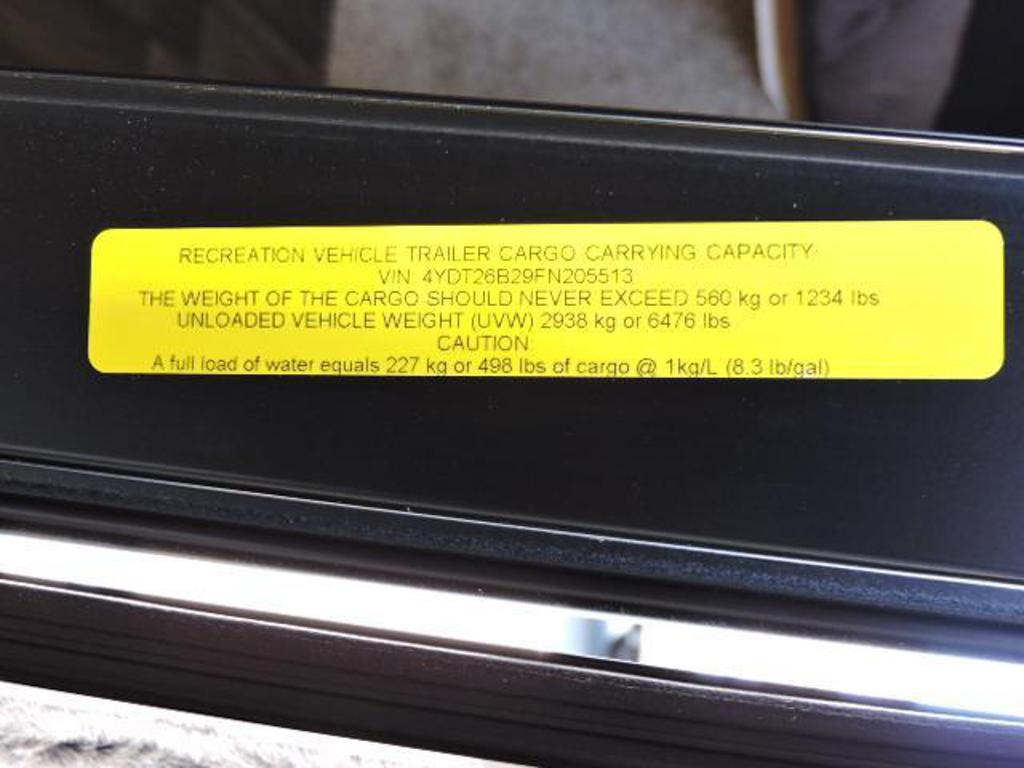 RECREATION VEHICLE TRAILER CARGO CARRYING CAPACITY
VIN: 4YDT26B29FN205513
THE WEIGHT OF THE CARGO SHOULD NEVER EXCEED 560 kg or 1234 lbs
UNLOADED VEHICLE WEIGHT (UVW) 2938 kg or 6476 lbs
CAUTION:
A full load of water equals 227 kg or 498 lbs of cargo @ 1kg/L (8.3 lb/gal)